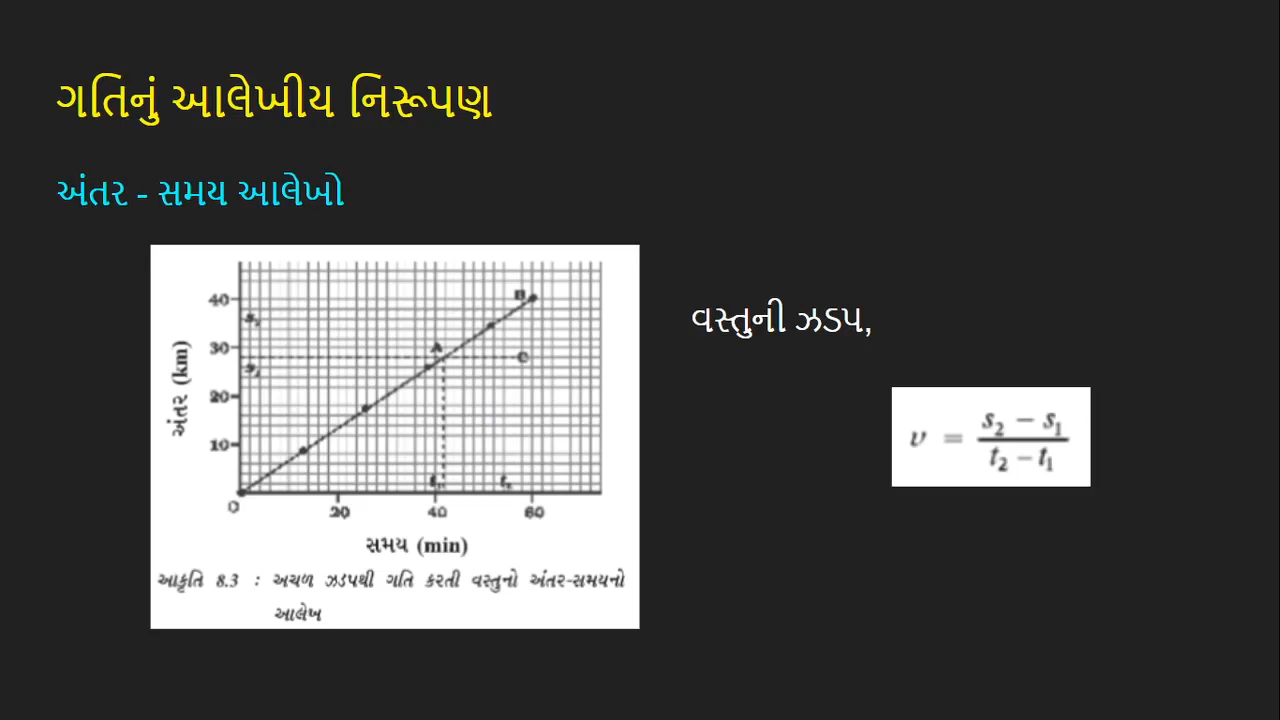 ગતિનું આલેખીય નિરૂપણ
અંતર - સમય આલેખો
વસ્તુની ઝડપ,
v = (s₂ − s₁) / (t₂ − t₁)
અંતર (km)
40
30
20
10
B
A
C
O
20
40
60
સમય (min)
આકૃતિ 8.3 : અચળ ઝડપથી ગતિ કરતી વસ્તુનો અંતર-સમયનો
આલેખ